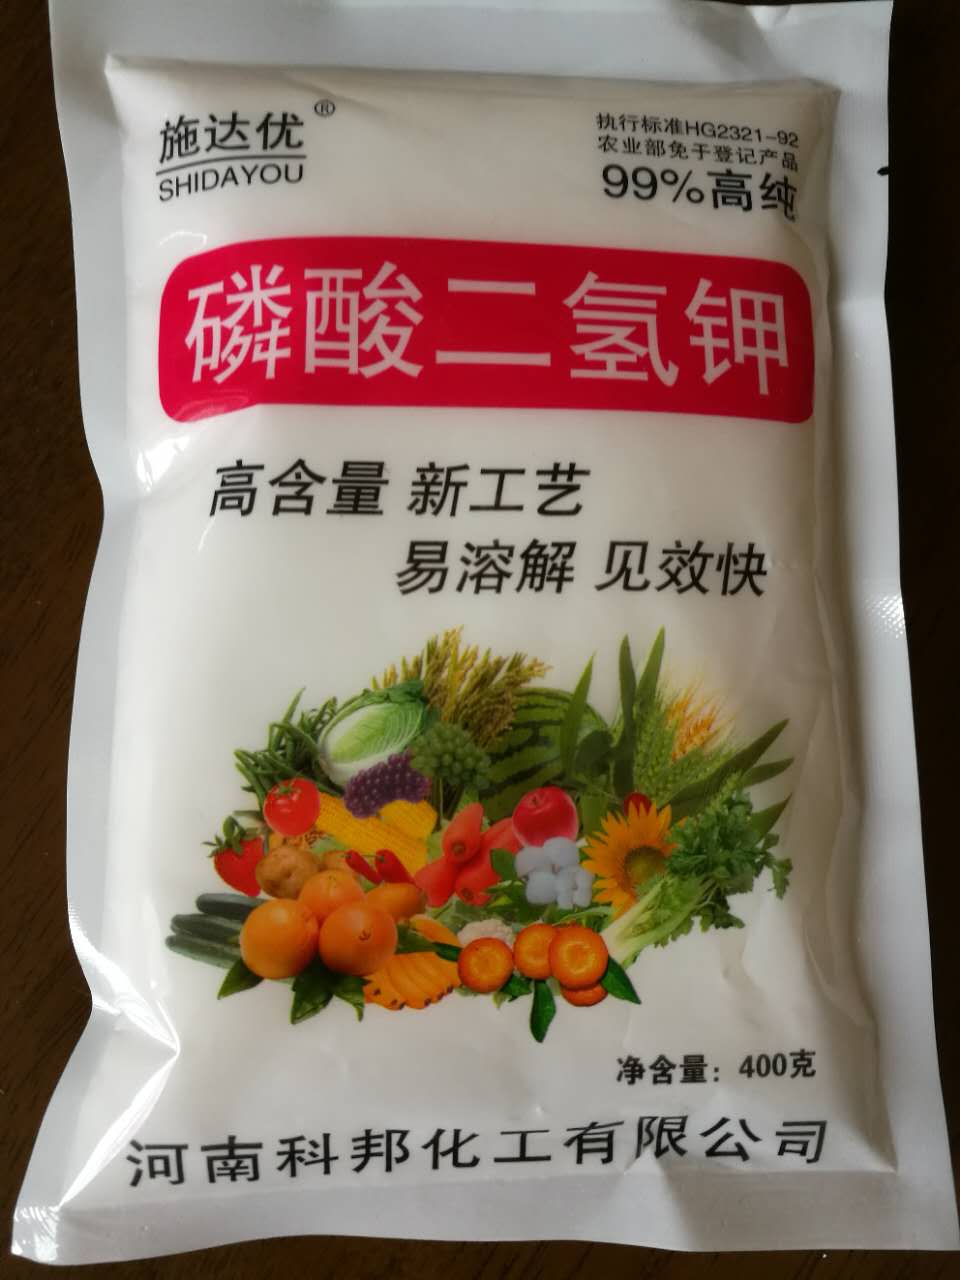 施达优®
SHIDAYOU
执行标准HG2321-92
农业部免于登记产品
99%高纯
磷酸二氢钾
高含量 新工艺
易溶解 见效快
净含量：400克
河南科邦化工有限公司